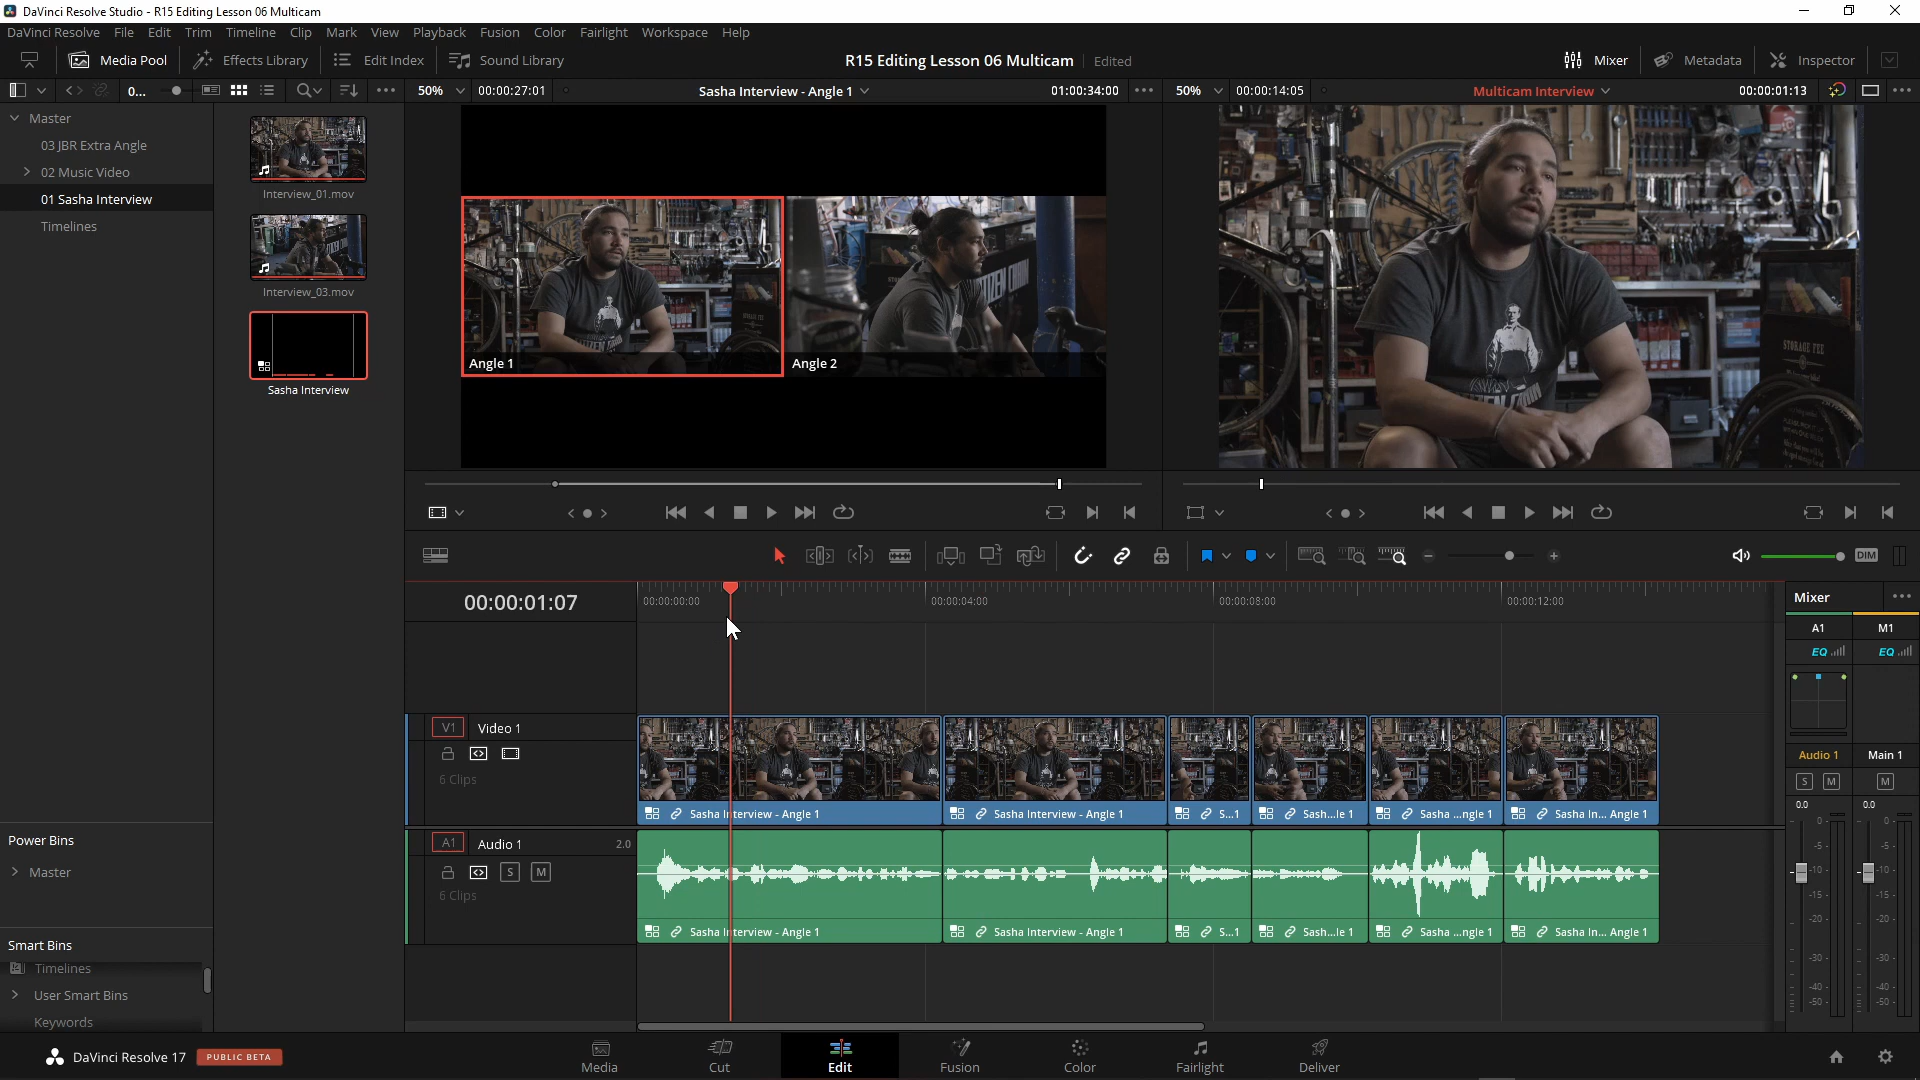 DaVinci Resolve Studio - R15 Editing Lesson 06 Multicam
DaVinci Resolve File Edit Trim Timeline Clip Mark View Playback Fusion Color Fairlight Workspace Help
Media Pool Effects Library Edit Index Sound Library R15 Editing Lesson 06 Multicam Edited Mixer Metadata Inspector
0... 50% 00:00:27:01 Sasha Interview - Angle 1 01:00:34:00 50% 00:00:14:05 Multicam Interview 00:00:01:13
Master
03 JBR Extra Angle
02 Music Video
01 Sasha Interview
Timelines
Interview_01.mov
Interview_03.mov
Sasha Interview
Angle 1 Angle 2
STORAGE FEE
DIM
00:00:01:07 00:00:00:00 00:00:04:00 00:00:08:00 00:00:12:00
V1 Video 1
6 Clips
Sasha Interview - Angle 1 Sasha Interview - Angle 1 S...1 Sash...le 1 Sasha ...ngle 1 Sasha In... Angle 1
A1 Audio 1 2.0
S M
6 Clips
Sasha Interview - Angle 1 Sasha Interview - Angle 1 S...1 Sash...le 1 Sasha ...ngle 1 Sasha In... Angle 1
Mixer
A1 M1
EQ EQ
Audio 1 Main 1
S M M
0.0 0.0
0- 0-
-5- -5-
-10- -10-
-15- -15-
-20- -20-
-30- -30-
-40- -40-
-50- -50-
Power Bins
Master
Smart Bins
Timelines
User Smart Bins
Keywords
DaVinci Resolve 17 PUBLIC BETA
Media Cut Edit Fusion Color Fairlight Deliver